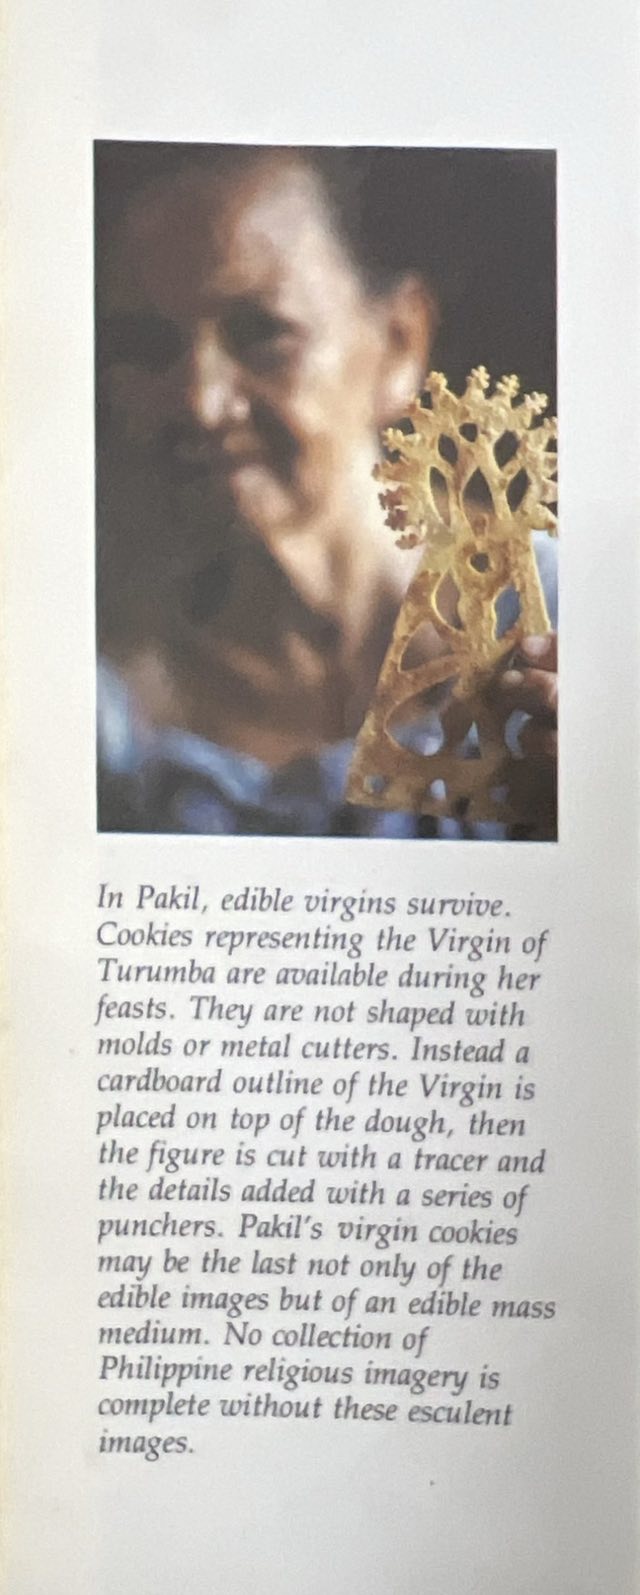 In Pakil, edible virgins survive.
Cookies representing the Virgin of
Turumba are available during her
feasts. They are not shaped with
molds or metal cutters. Instead a
cardboard outline of the Virgin is
placed on top of the dough, then
the figure is cut with a tracer and
the details added with a series of
punchers. Pakil's virgin cookies
may be the last not only of the
edible images but of an edible mass
medium. No collection of
Philippine religious imagery is
complete without these esculent
images.